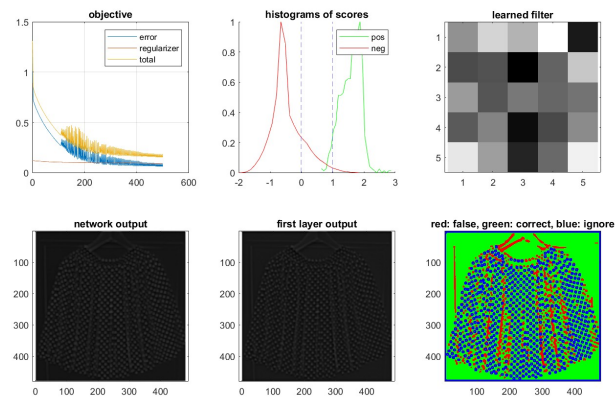 objective
error
regularizer
total
1.5
1
0.5
0
0 200 400 600
histograms of scores
pos
neg
1
0.8
0.6
0.4
0.2
0
-2 -1 0 1 2 3
learned filter
1
2
3
4
5
1 2 3 4 5
network output
100
200
300
400
0 100 200 300 400
first layer output
100
200
300
400
0 200 400
red: false, green: correct, blue: ignore
100
200
300
400
100 200 300 400